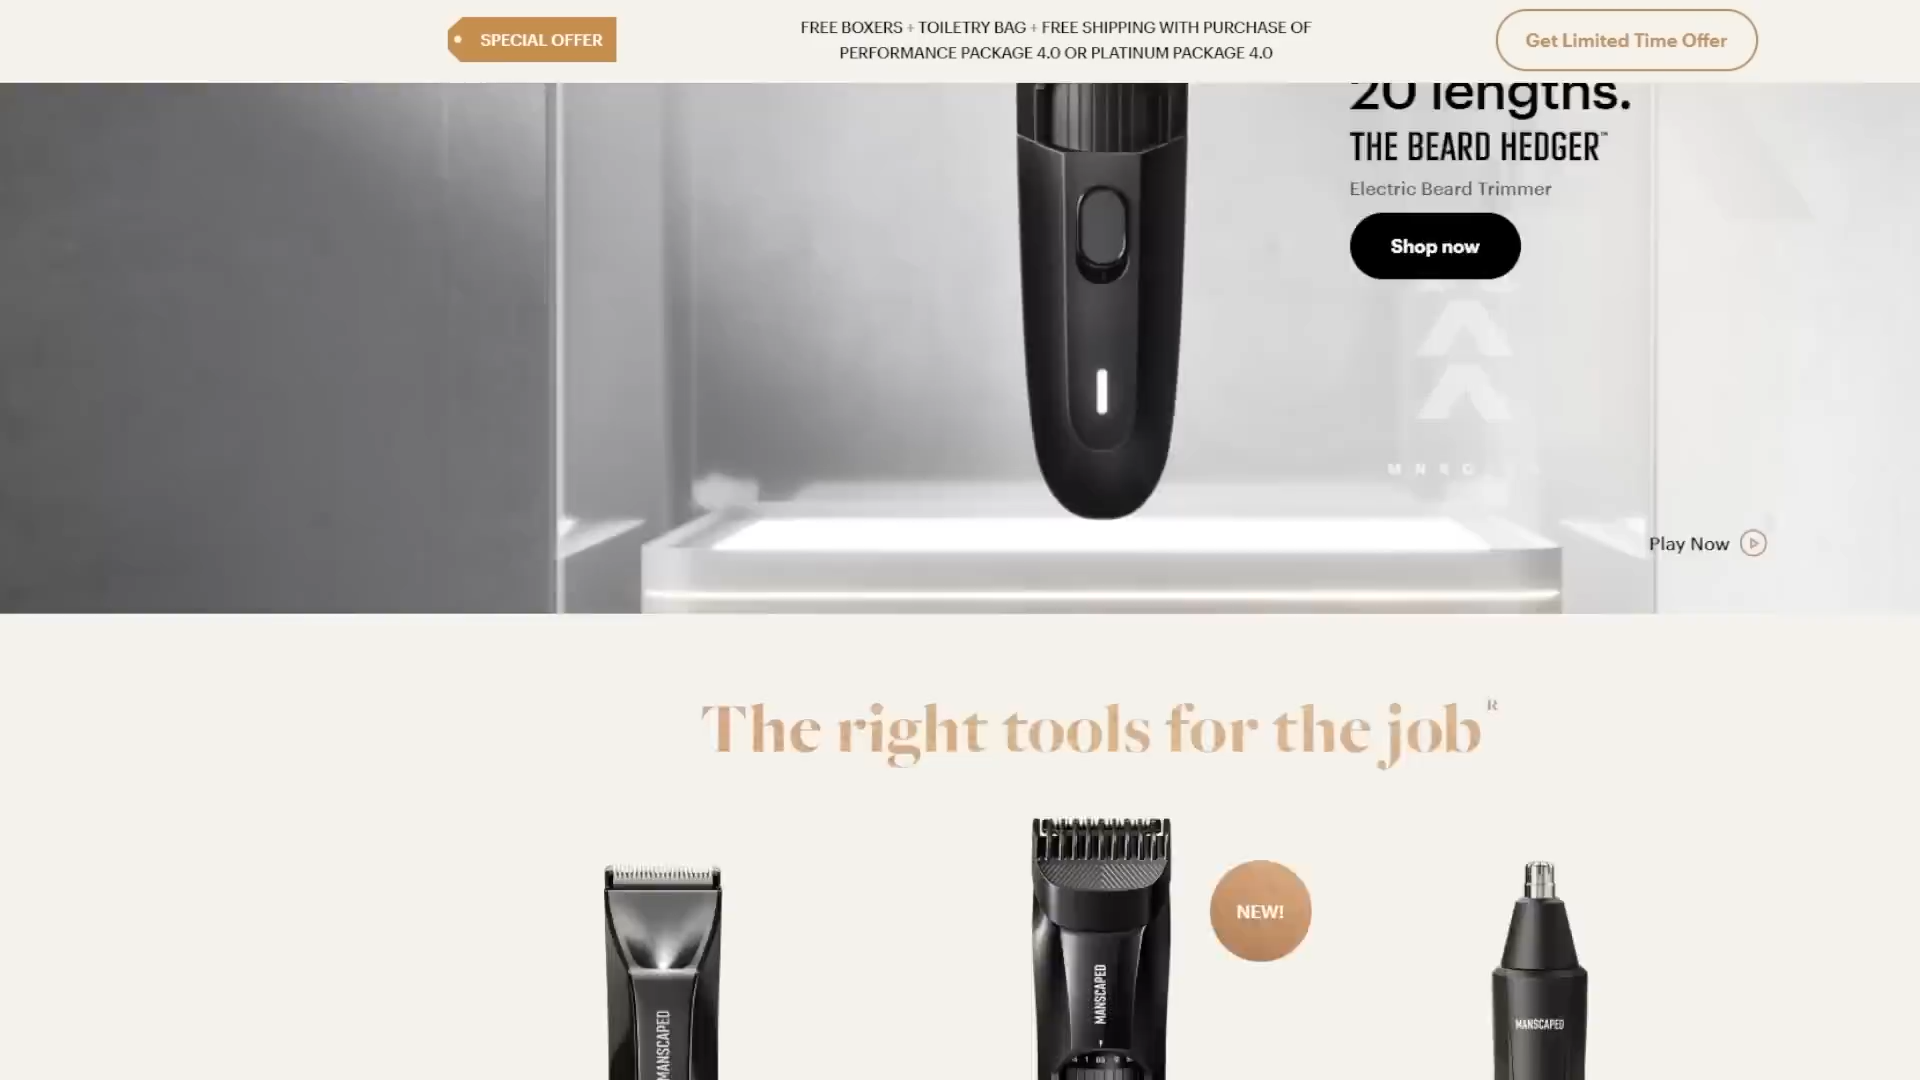 SPECIAL OFFER
FREE BOXERS + TOILETRY BAG + FREE SHIPPING WITH PURCHASE OF
PERFORMANCE PACKAGE 4.0 OR PLATINUM PACKAGE 4.0
Get Limited Time Offer
20 lengths.
THE BEARD HEDGER™
Electric Beard Trimmer
Shop now
Play Now
The right tools for the job®
NEW!
MANSCAPED
MANSCAPED
MANSCAPED